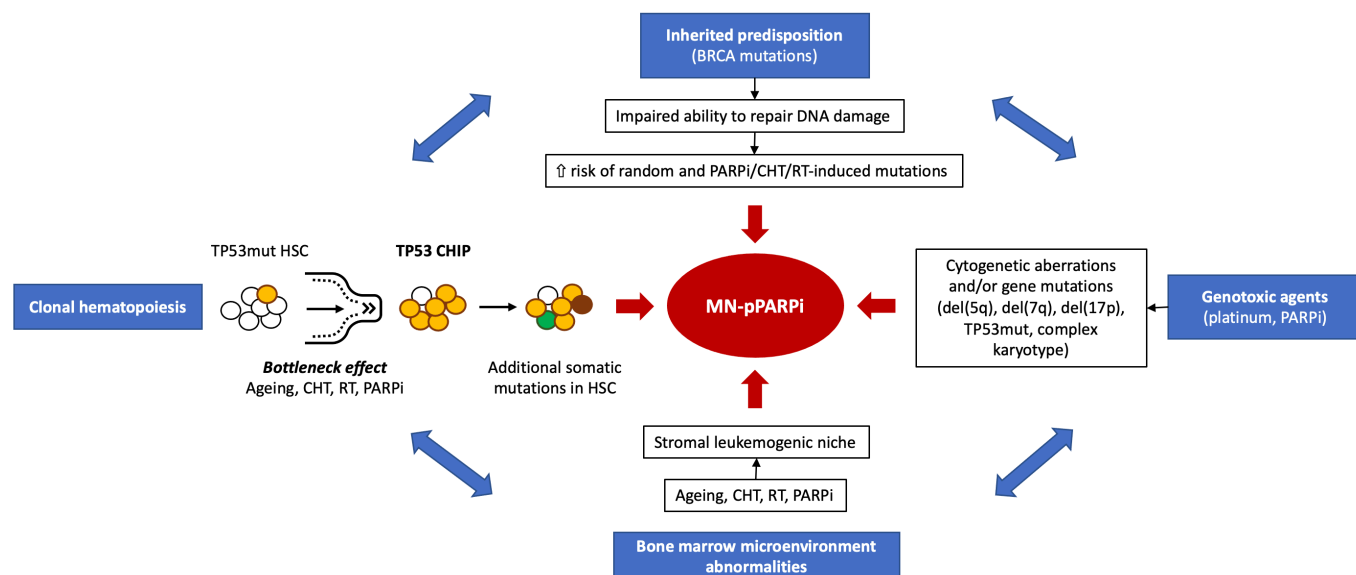 Inherited predisposition
(BRCA mutations)
Impaired ability to repair DNA damage
⇧ risk of random and PARPi/CHT/RT-induced mutations
TP53mut HSC
TP53 CHIP
Clonal hematopoiesis
Bottleneck effect
Ageing, CHT, RT, PARPi
Additional somatic
mutations in HSC
MN-pPARPi
Cytogenetic aberrations
and/or gene mutations
(del(5q), del(7q), del(17p),
TP53mut, complex
karyotype)
Genotoxic agents
(platinum, PARPi)
Stromal leukemogenic niche
Ageing, CHT, RT, PARPi
Bone marrow microenvironment
abnormalities